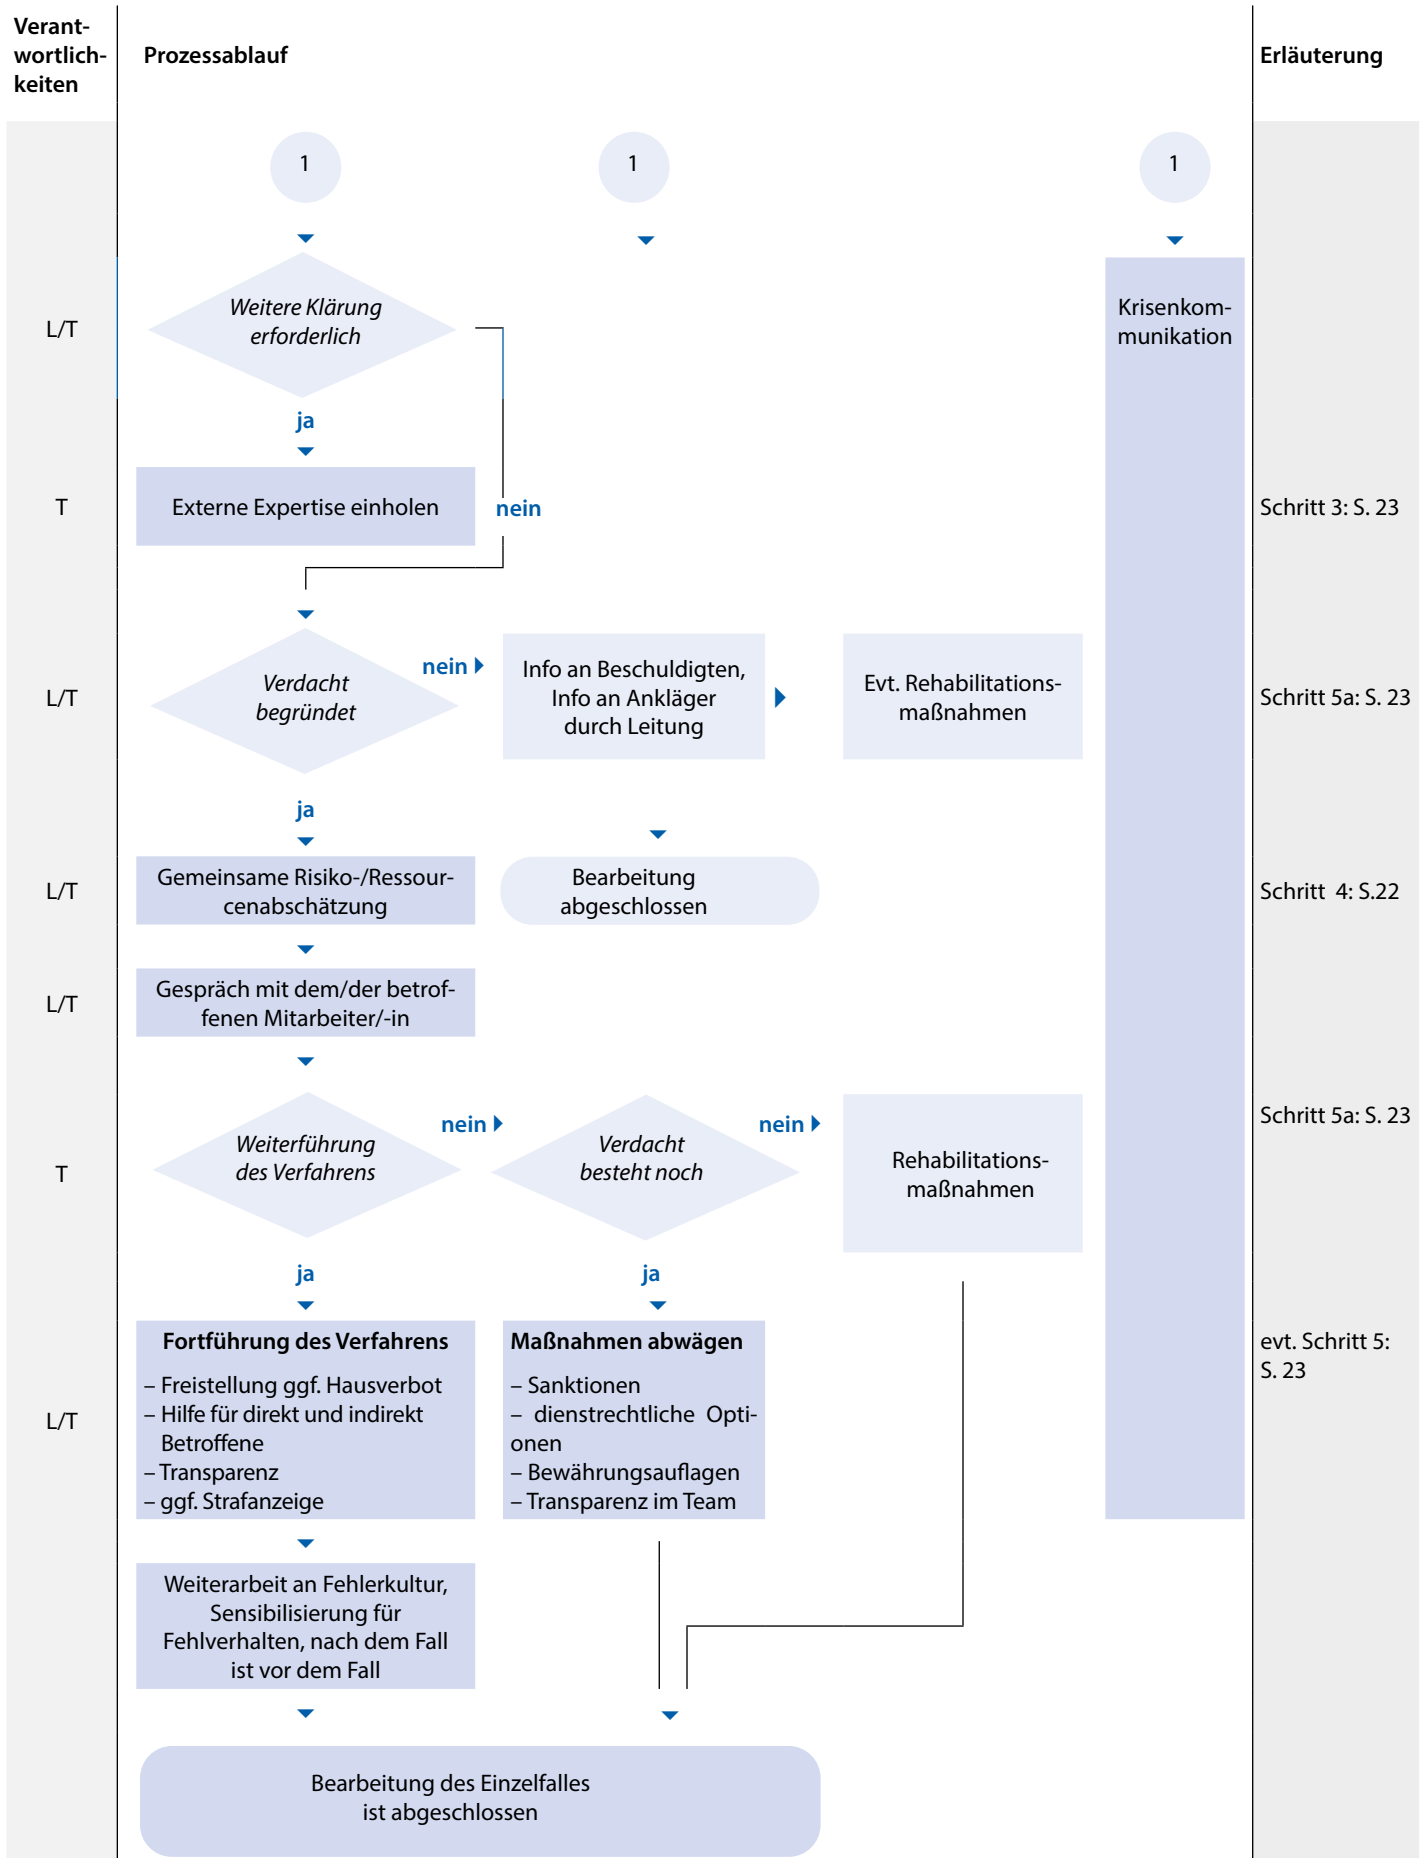 Verant-
wortlich-
keiten
Prozessablauf
Erläuterung
1
1
1
L/T
Weitere Klärung
erforderlich
Krisenkom-
munikation
ja
T
Externe Expertise einholen
nein
Schritt 3: S. 23
L/T
Verdacht
begründet
nein
Info an Beschuldigten,
Info an Ankläger
durch Leitung
Evt. Rehabilitations-
maßnahmen
Schritt 5a: S. 23
ja
L/T
Gemeinsame Risiko-/Ressour-
cenabschätzung
Bearbeitung
abgeschlossen
Schritt  4: S.22
L/T
Gespräch mit dem/der betrof-
fenen Mitarbeiter/-in
T
Weiterführung
des Verfahrens
nein
Verdacht
besteht noch
nein
Rehabilitations-
maßnahmen
Schritt 5a: S. 23
ja
ja
L/T
Fortführung des Verfahrens
– Freistellung ggf. Hausverbot
– Hilfe für direkt und indirekt
Betroffene
– Transparenz
– ggf. Strafanzeige
Maßnahmen abwägen
– Sanktionen
– dienstrechtliche Opti-
onen
– Bewährungsauflagen
– Transparenz im Team
evt. Schritt 5:
S. 23
Weiterarbeit an Fehlerkultur,
Sensibilisierung für
Fehlverhalten, nach dem Fall
ist vor dem Fall
Bearbeitung des Einzelfalles
ist abgeschlossen